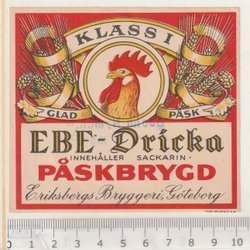 KLASS I
GLAD PÅSK
EBE-Dricka
INNEHÅLLER SACKARIN
PÅSKBRYGD
Eriksbergs Bryggeri, Göteborg
1 2 3 4 5 6 7 8 9 10